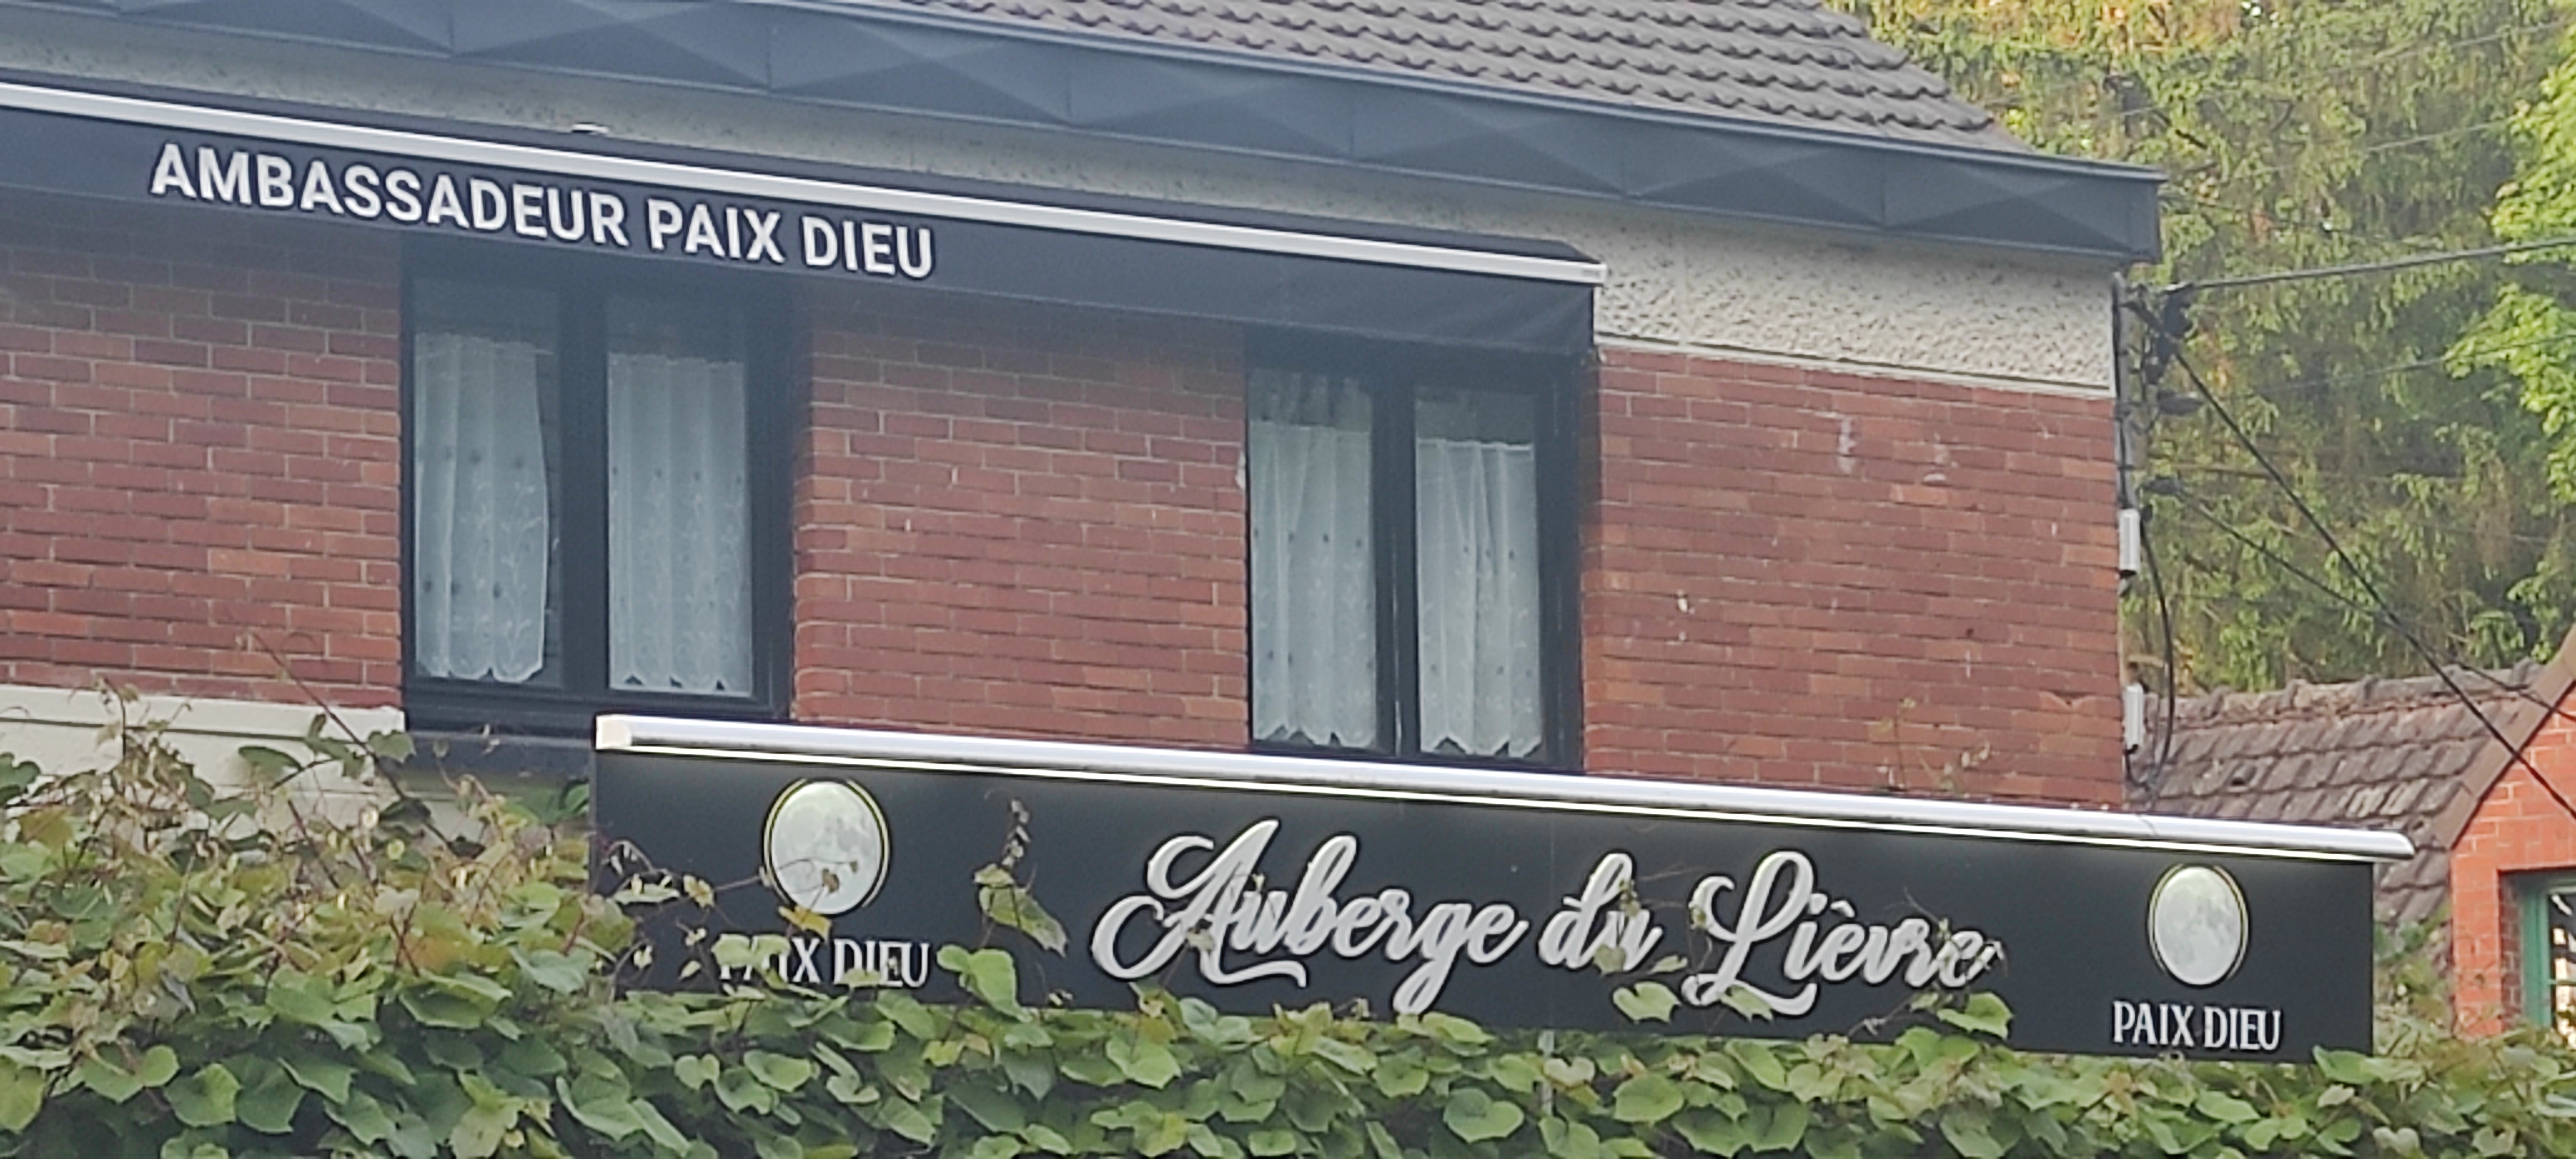 AMBASSADEUR PAIX DIEU
PAIX DIEU
Auberge du Lièvre
PAIX DIEU